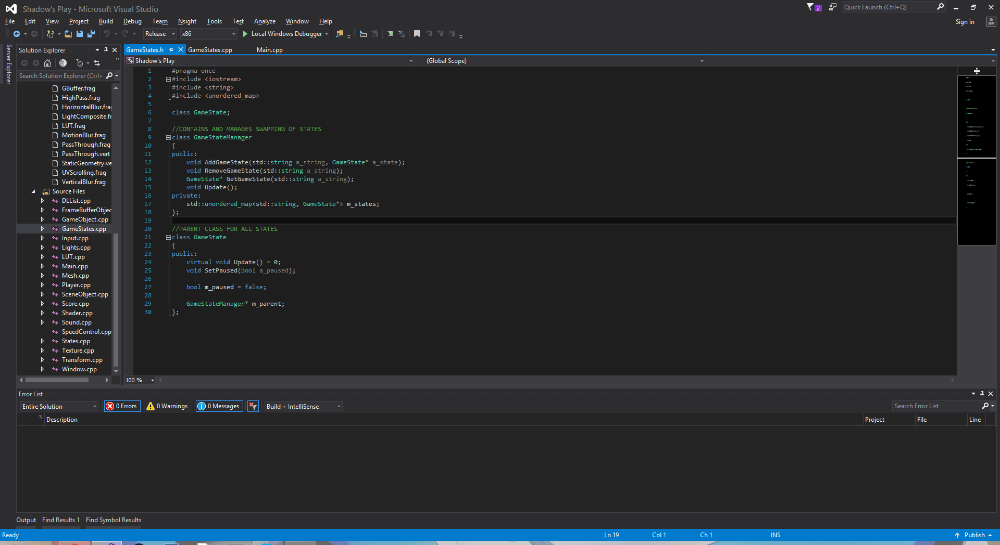 Shadow's Play - Microsoft Visual Studio
2
Quick Launch (Ctrl+Q)
File Edit View Project Build Debug Team Nsight Tools Test Analyze Window Help
Sign in
Release x86 Local Windows Debugger
Server Explorer
Solution Explorer
Search Solution Explorer (Ctrl+
GBuffer.frag
HighPass.frag
HorizontalBlur.fra
LightComposite.fr
LUT.frag
MotionBlur.frag
PassThrough.frag
PassThrough.vert
StaticGeometry.ve
UVScrolling.frag
VerticalBlur.frag
Source Files
DLList.cpp
FrameBufferObjec
GameObject.cpp
GameStates.cpp
Input.cpp
Lights.cpp
LUT.cpp
Main.cpp
Mesh.cpp
Player.cpp
SceneObject.cpp
Score.cpp
Shader.cpp
Sound.cpp
SpeedControl.cpp
States.cpp
Texture.cpp
Transform.cpp
Window.cpp
GameStates.h GameStates.cpp Main.cpp
Shadow's Play (Global Scope)
1 #pragma once
2 #include <iostream>
3 #include <string>
4 #include <unordered_map>
5
6 class GameState;
7
8 //CONTAINS AND MANAGES SWAPPING OF STATES
9 class GameStateManager
10 {
11 public:
12 void AddGameState(std::string a_string, GameState* a_state);
13 void RemoveGameState(std::string a_string);
14 GameState* GetGameState(std::string a_string);
15 void Update();
16 private:
17 std::unordered_map<std::string, GameState*> m_states;
18 };
19
20 //PARENT CLASS FOR ALL STATES
21 class GameState
22 {
23 public:
24 virtual void Update() = 0;
25 void SetPaused(bool a_paused);
26
27 bool m_paused = false;
28
29 GameStateManager* m_parent;
30 };
100 %
Error List
Entire Solution 0 Errors 0 Warnings 0 Messages Build + IntelliSense
Search Error List
Description Project File Line
Output Find Results 1 Find Symbol Results
Ready Ln 19 Col 1 Ch 1 INS Publish